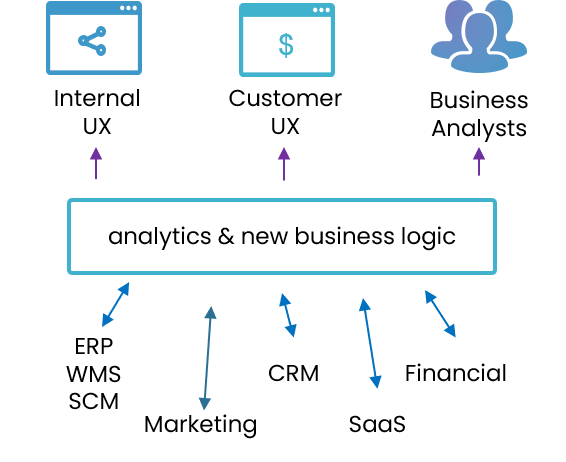 $
Internal
UX
Customer
UX
Business
Analysts
analytics & new business logic
ERP
WMS
SCM
Marketing
CRM
SaaS
Financial